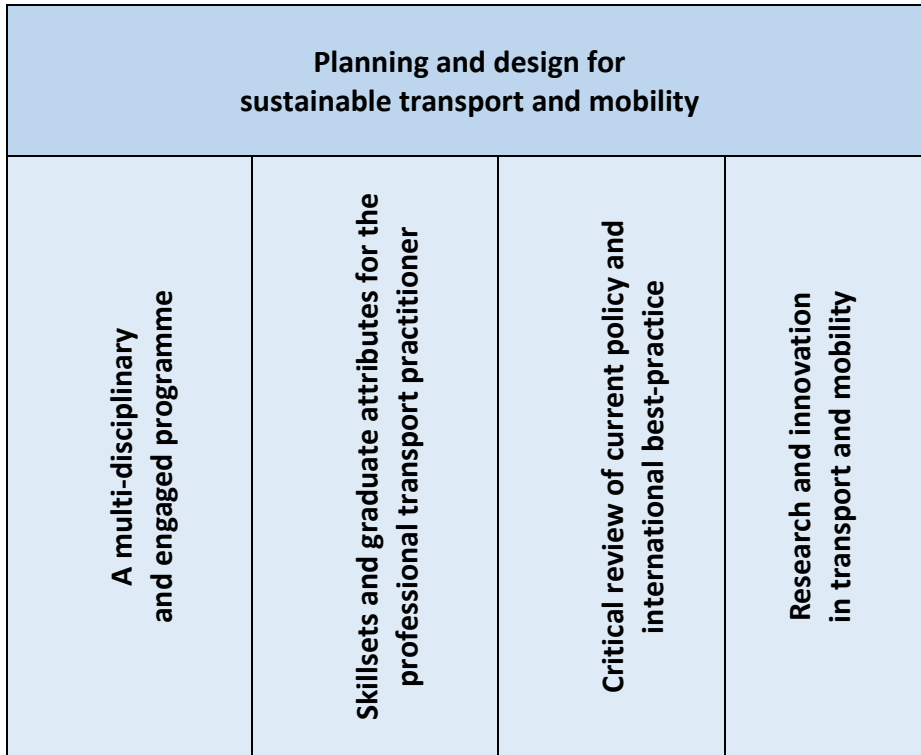 Planning and design for
sustainable transport and mobility
A multi-disciplinary
and engaged programme
Skillsets and graduate attributes for the
professional transport practitioner
Critical review of current policy and
international best-practice
Research and innovation
in transport and mobility